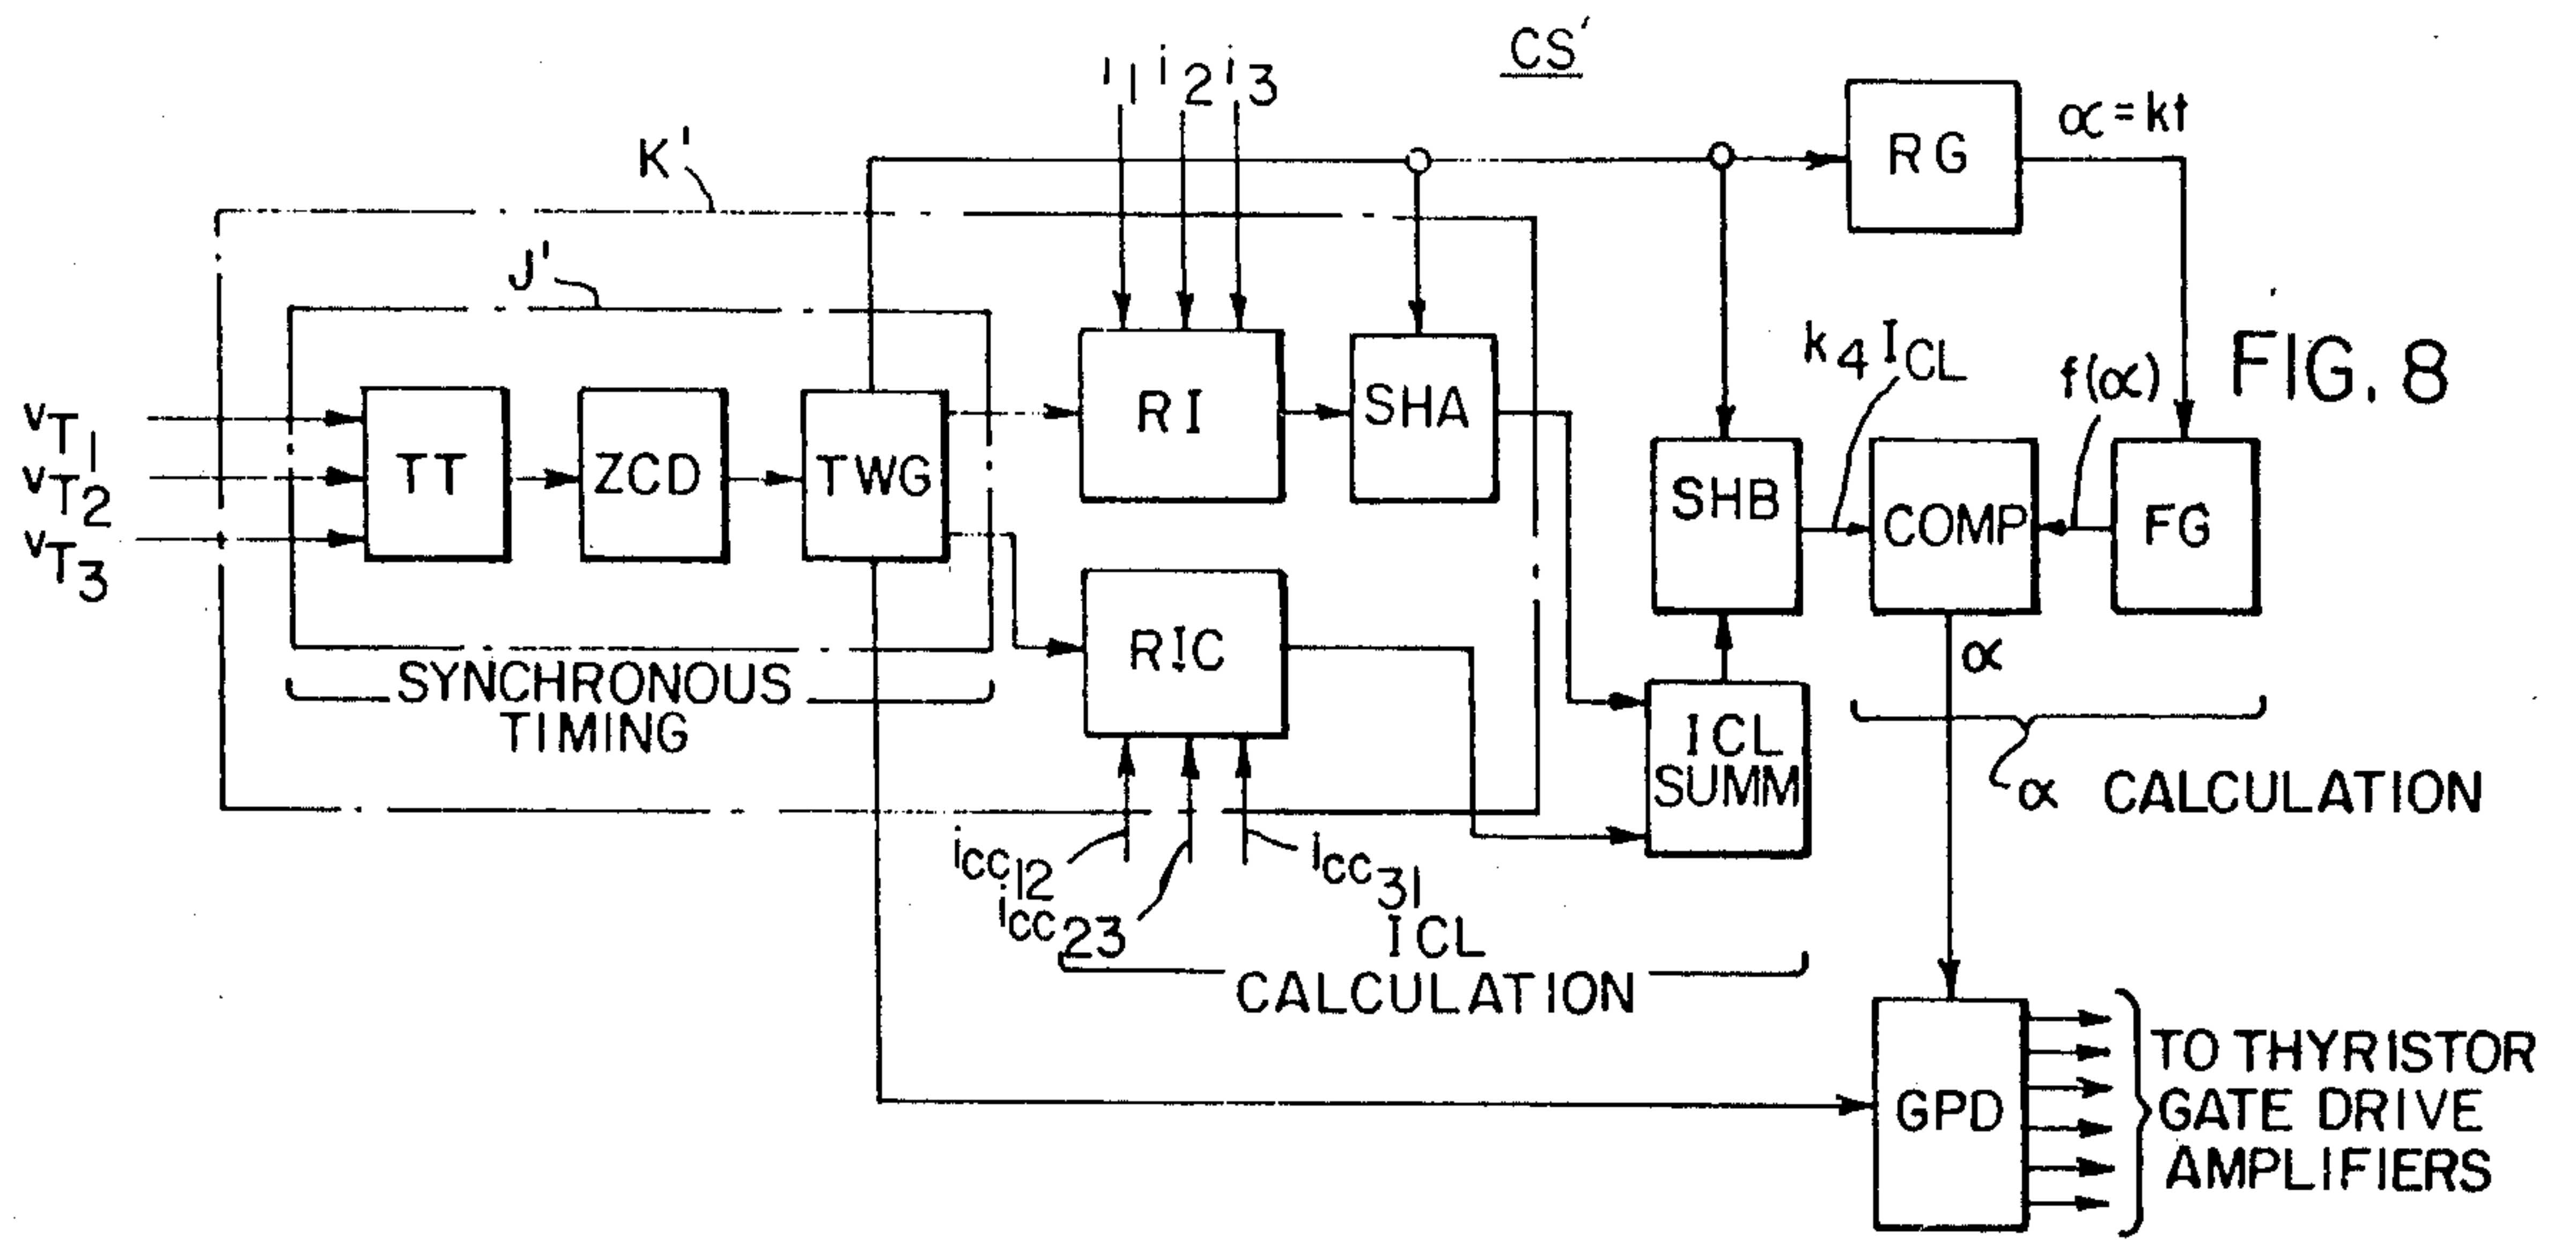 CS'
i1 i2 i3
K'
RG
α=kt
J'
FIG. 8
k4 ICL
f(α)
vT1
vT2
vT3
TT
ZCD
TWG
RI
SHA
SHB
COMP
FG
RIC
α
SYNCHRONOUS
TIMING
ICL
SUMM
α CALCULATION
icc12
icc23
icc31
ICL
CALCULATION
GPD
TO THYRISTOR
GATE DRIVE
AMPLIFIERS